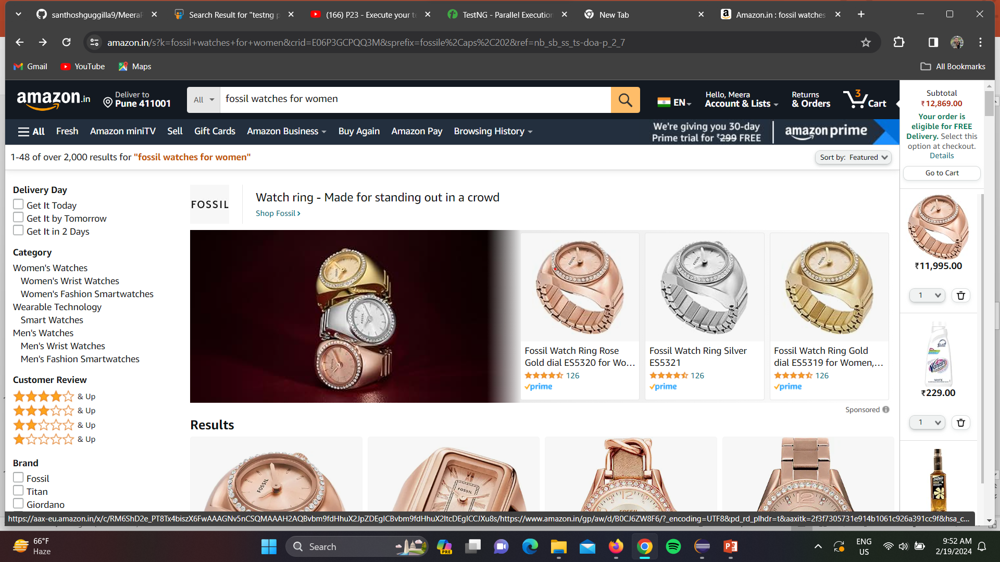 santhoshguggilla9/MeeraP
Search Result for "testng p
(166) P23 - Execute your te
TestNG - Parallel Execution
New Tab
Amazon.in : fossil watches
amazon.in/s?k=fossil+watches+for+women&crid=E06P3GCPQQ3M&sprefix=fossile%2Caps%2C202&ref=nb_sb_ss_ts-doa-p_2_7
Gmail
YouTube
Maps
All Bookmarks
amazon.in
Deliver to
Pune 411001
All
fossil watches for women
EN
Hello, Meera
Account & Lists
Returns
& Orders
3
Cart
All
Fresh
Amazon miniTV
Sell
Gift Cards
Amazon Business
Buy Again
Amazon Pay
Browsing History
We're giving you 30-day
Prime trial for ₹299 FREE
amazon prime
Subtotal
₹12,869.00
Your order is
eligible for FREE
Delivery. Select this
option at checkout.
Details
Go to Cart
1-48 of over 2,000 results for "fossil watches for women"
Sort by: Featured
Delivery Day
Get It Today
Get It by Tomorrow
Get It in 2 Days
Category
Women's Watches
Women's Wrist Watches
Women's Fashion Smartwatches
Wearable Technology
Smart Watches
Men's Watches
Men's Wrist Watches
Men's Fashion Smartwatches
Customer Review
& Up
& Up
& Up
& Up
Brand
Fossil
Titan
Giordano
FOSSIL
Watch ring - Made for standing out in a crowd
Shop Fossil
Fossil Watch Ring Rose
Gold dial ES5320 for Wo...
126
prime
Fossil Watch Ring Silver
ES5321
126
prime
Fossil Watch Ring Gold
dial ES5319 for Women,...
126
prime
Sponsored
Results
FOSSIL
FOSSIL
12
12
₹11,995.00
1
Vanish
WHITE
₹229.00
1
https://aax-eu.amazon.in/x/c/RM6ShD2e_PT8Tx4biszX6FwAAAGNv5nCSQMAAAH2AQBvbm9fdHhuX2JpZDEgICBvbm9fdHhuX2ltcDEgICCJXu8s/https://www.amazon.in/gp/aw/d/B0CJ6ZW8F6/?_encoding=UTF8&pd_rd_plhdr=t&aaxitk=2f3f7305731e914b1061c926a391cc9f&hsa_c...
66°F
Haze
Search
PRE
ENG
US
9:52 AM
2/19/2024